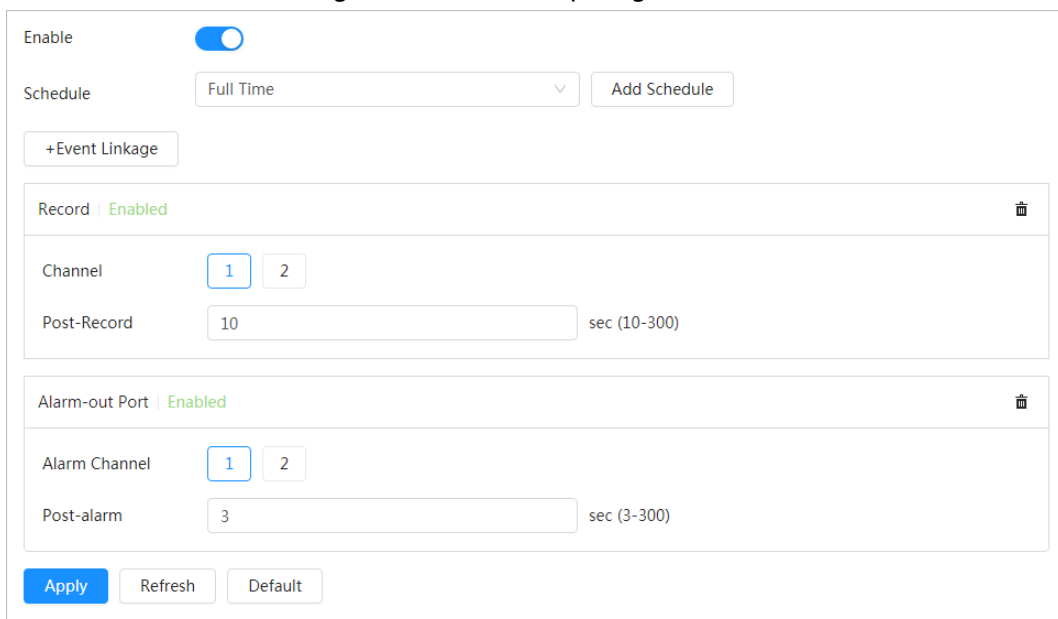 Enable
Schedule Full Time Add Schedule
+Event Linkage
Record Enabled
Channel 1 2
Post-Record 10 sec (10-300)
Alarm-out Port Enabled
Alarm Channel 1 2
Post-alarm 3 sec (3-300)
Apply Refresh Default